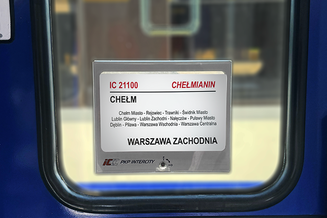 IC 21100 CHEŁMIANIN
CHEŁM
Chełm Miasto - Rejowiec - Trawniki - Świdnik Miasto
Lublin Główny - Lublin Zachodni - Nałęczów - Puławy Miasto
Dęblin - Pilawa - Warszawa Wschodnia - Warszawa Centralna
WARSZAWA ZACHODNIA
IC PKP INTERCITY